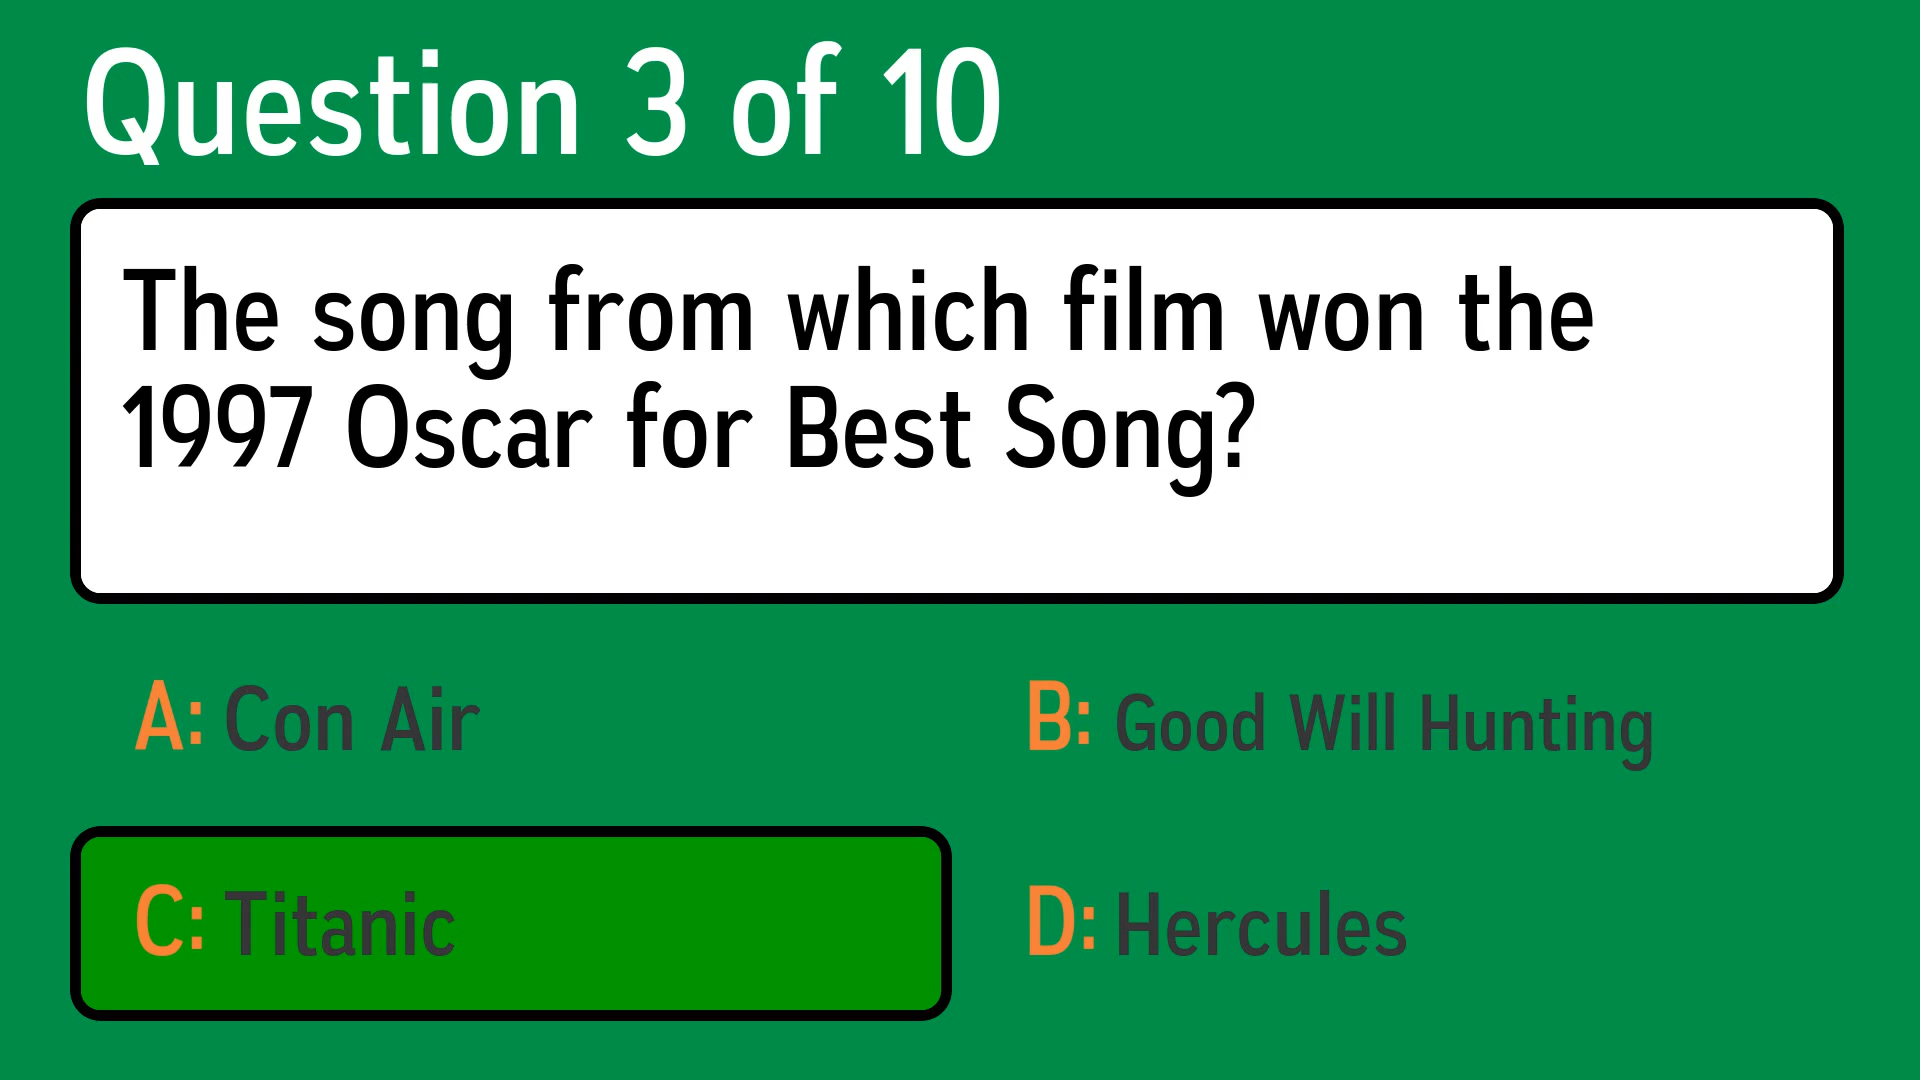 Question 3 of 10
The song from which film won the
1997 Oscar for Best Song?
A: Con Air
B: Good Will Hunting
C: Titanic
D: Hercules